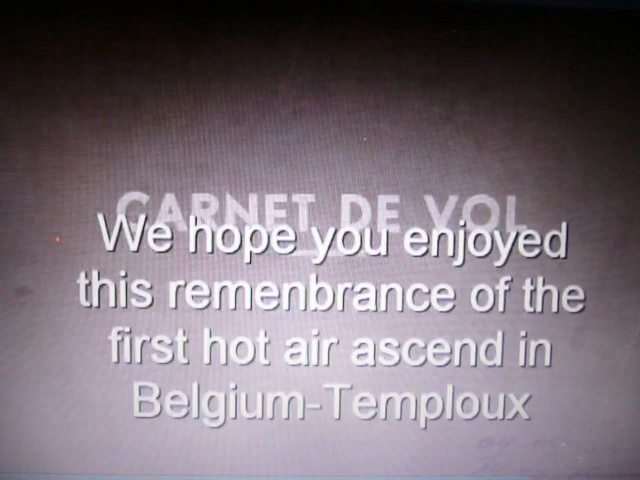 CARNET DE VOL
We hope you enjoyed
this remenbrance of the
first hot air ascend in
Belgium-Temploux